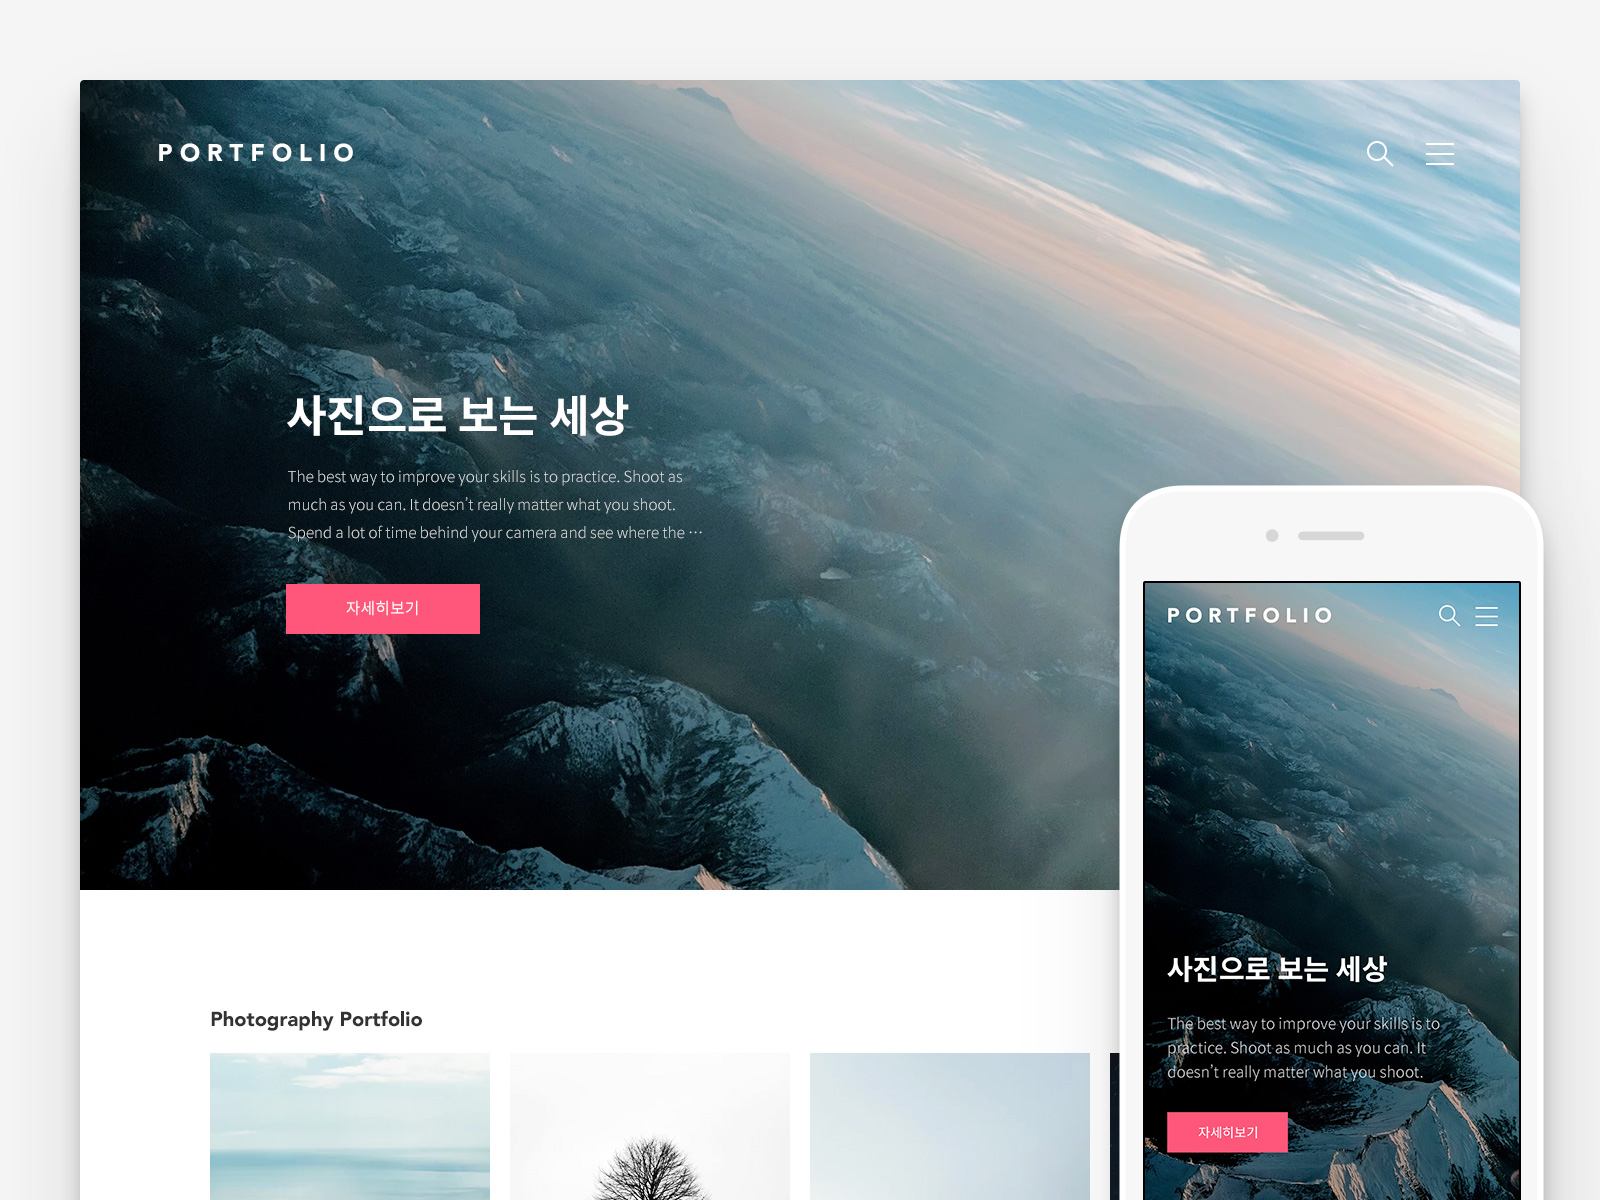 PORTFOLIO
사진으로 보는 세상
The best way to improve your skills is to practice. Shoot as
much as you can. It doesn’t really matter what you shoot.
Spend a lot of time behind your camera and see where the ···
자세히보기
Photography Portfolio
PORTFOLIO
사진으로 보는 세상
The best way to improve your skills is to
practice. Shoot as much as you can. It
doesn’t really matter what you shoot.
자세히보기